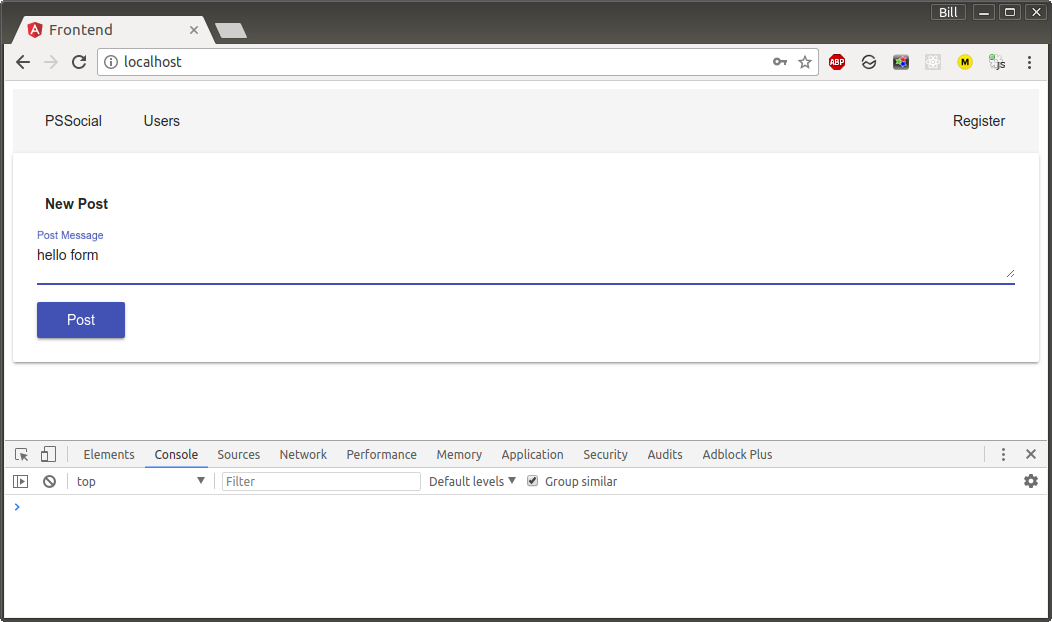 Bill
Frontend
localhost
ABP
M
JS
PSSocial Users Register
New Post
Post Message
hello form
Post
Elements Console Sources Network Performance Memory Application Security Audits Adblock Plus
top Filter Default levels Group similar